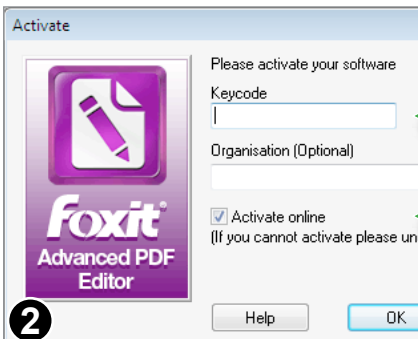 Activate
Please activate your software
Keycode
Organisation (Optional)
Activate online
(If you cannot activate please un
foxit
Advanced PDF
Editor
Help
OK
2